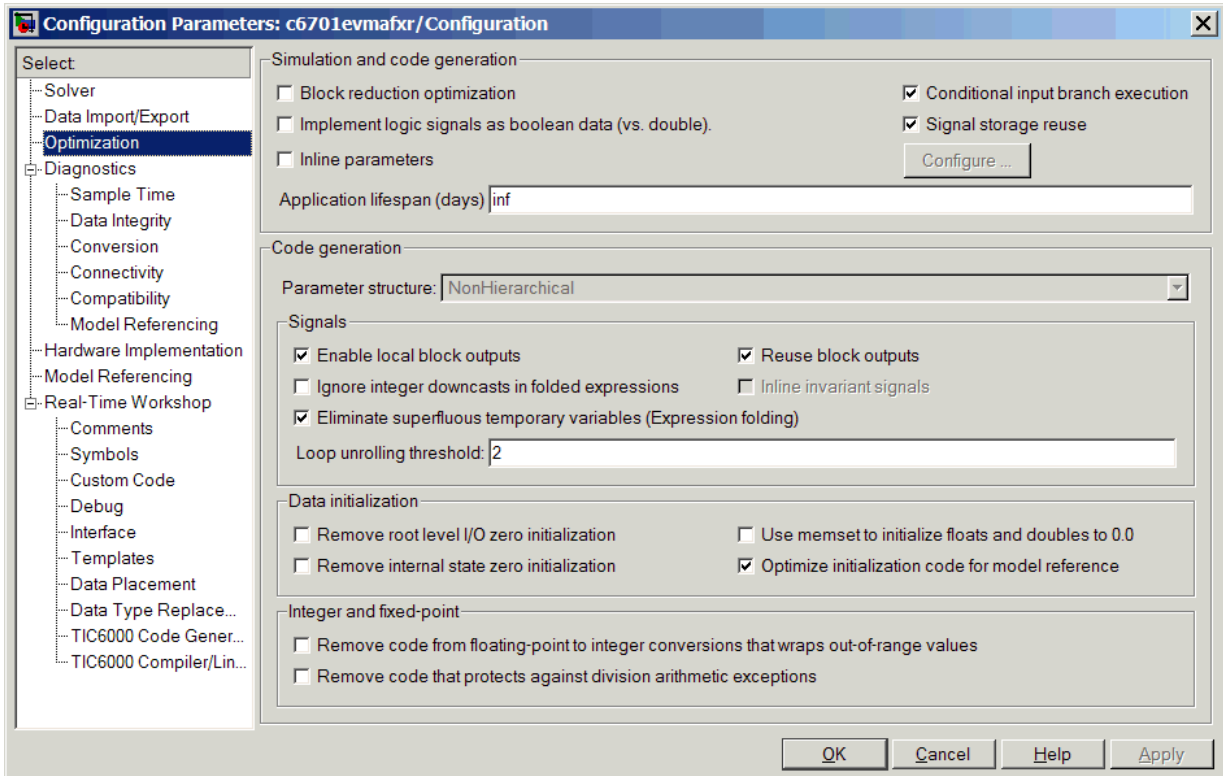 Configuration Parameters: c6701evmafxr/Configuration
Select:
Solver
Data Import/Export
Optimization
Diagnostics
Sample Time
Data Integrity
Conversion
Connectivity
Compatibility
Model Referencing
Hardware Implementation
Model Referencing
Real-Time Workshop
Comments
Symbols
Custom Code
Debug
Interface
Templates
Data Placement
Data Type Replace...
TIC6000 Code Gener...
TIC6000 Compiler/Lin...
Simulation and code generation
Block reduction optimization
Conditional input branch execution
Implement logic signals as boolean data (vs. double).
Signal storage reuse
Inline parameters
Configure ...
Application lifespan (days) inf
Code generation
Parameter structure: NonHierarchical
Signals
Enable local block outputs
Reuse block outputs
Ignore integer downcasts in folded expressions
Inline invariant signals
Eliminate superfluous temporary variables (Expression folding)
Loop unrolling threshold: 2
Data initialization
Remove root level I/O zero initialization
Use memset to initialize floats and doubles to 0.0
Remove internal state zero initialization
Optimize initialization code for model reference
Integer and fixed-point
Remove code from floating-point to integer conversions that wraps out-of-range values
Remove code that protects against division arithmetic exceptions
OK
Cancel
Help
Apply